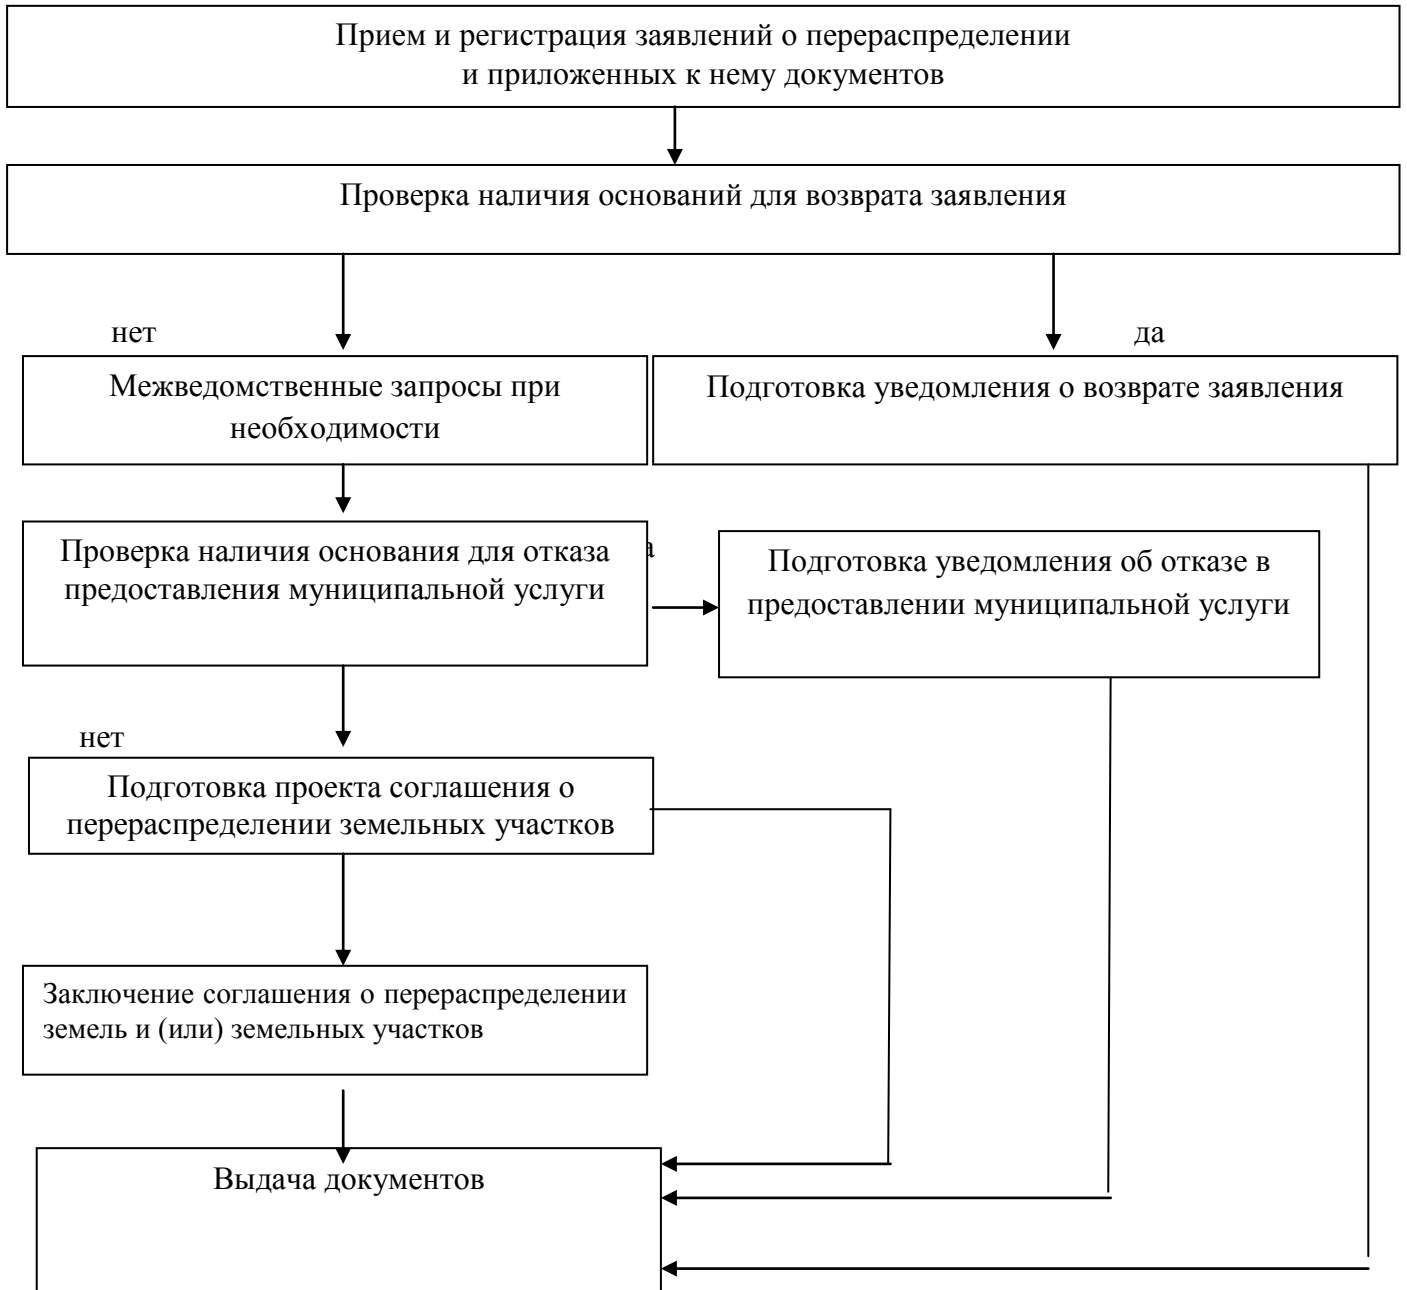 Прием и регистрация заявлений о перераспределении
и приложенных к нему документов
Проверка наличия оснований для возврата заявления
нет
да
Межведомственные запросы при
необходимости
Подготовка уведомления о возврате заявления
Проверка наличия основания для отказа
предоставления муниципальной услуги
Подготовка уведомления об отказе в
предоставлении муниципальной услуги
нет
Подготовка проекта соглашения о
перераспределении земельных участков
Заключение соглашения о перераспределении
земель и (или) земельных участков
Выдача документов